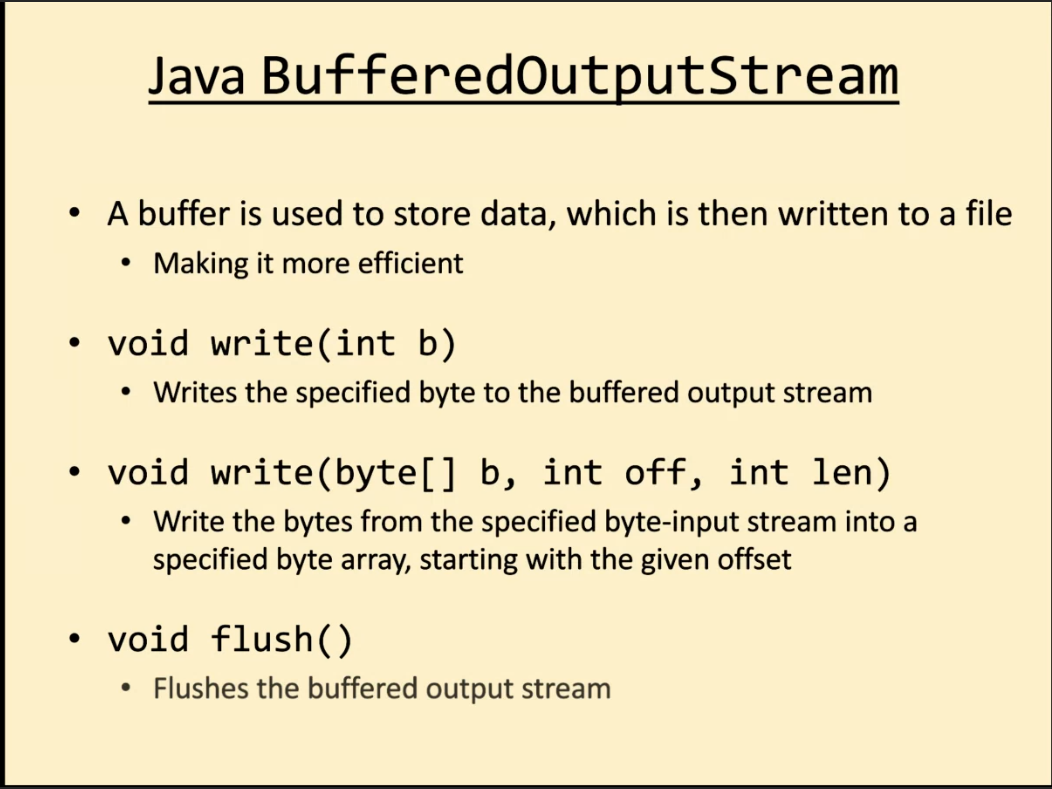 Java BufferedOutputStream
• A buffer is used to store data, which is then written to a file
• Making it more efficient
• void write(int b)
• Writes the specified byte to the buffered output stream
• void write(byte[] b, int off, int len)
• Write the bytes from the specified byte-input stream into a
specified byte array, starting with the given offset
• void flush()
• Flushes the buffered output stream